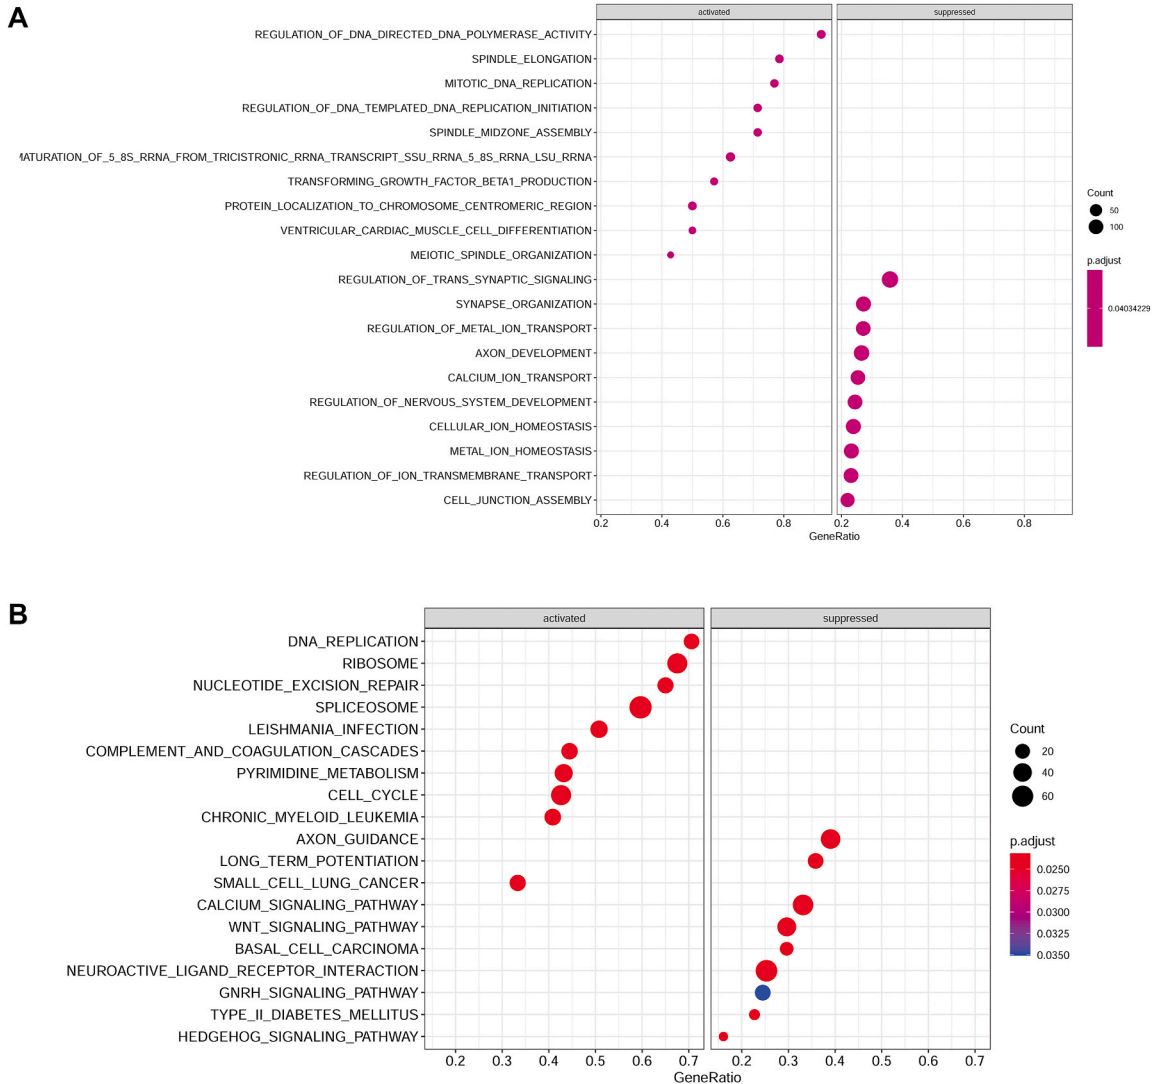 A
activated
suppressed
REGULATION_OF_DNA_DIRECTED_DNA_POLYMERASE_ACTIVITY
SPINDLE_ELONGATION
MITOTIC_DNA_REPLICATION
REGULATION_OF_DNA_TEMPLATED_DNA_REPLICATION_INITIATION
SPINDLE_MIDZONE_ASSEMBLY
MATURATION_OF_5_8S_RRNA_FROM_TRICISTRONIC_RRNA_TRANSCRIPT_SSU_RRNA_5_8S_RRNA_LSU_RRNA
TRANSFORMING_GROWTH_FACTOR_BETA1_PRODUCTION
PROTEIN_LOCALIZATION_TO_CHROMOSOME_CENTROMERIC_REGION
VENTRICULAR_CARDIAC_MUSCLE_CELL_DIFFERENTIATION
MEIOTIC_SPINDLE_ORGANIZATION
REGULATION_OF_TRANS_SYNAPTIC_SIGNALING
SYNAPSE_ORGANIZATION
REGULATION_OF_METAL_ION_TRANSPORT
AXON_DEVELOPMENT
CALCIUM_ION_TRANSPORT
REGULATION_OF_NERVOUS_SYSTEM_DEVELOPMENT
CELLULAR_ION_HOMEOSTASIS
METAL_ION_HOMEOSTASIS
REGULATION_OF_ION_TRANSMEMBRANE_TRANSPORT
CELL_JUNCTION_ASSEMBLY
0.2 0.4 0.6 0.8 0.2 0.4 0.6 0.8
GeneRatio
Count
50
100
p.adjust
0.04034229
B
activated
suppressed
DNA_REPLICATION
RIBOSOME
NUCLEOTIDE_EXCISION_REPAIR
SPLICEOSOME
LEISHMANIA_INFECTION
COMPLEMENT_AND_COAGULATION_CASCADES
PYRIMIDINE_METABOLISM
CELL_CYCLE
CHRONIC_MYELOID_LEUKEMIA
AXON_GUIDANCE
LONG_TERM_POTENTIATION
SMALL_CELL_LUNG_CANCER
CALCIUM_SIGNALING_PATHWAY
WNT_SIGNALING_PATHWAY
BASAL_CELL_CARCINOMA
NEUROACTIVE_LIGAND_RECEPTOR_INTERACTION
GNRH_SIGNALING_PATHWAY
TYPE_II_DIABETES_MELLITUS
HEDGEHOG_SIGNALING_PATHWAY
0.2 0.3 0.4 0.5 0.6 0.7 0.2 0.3 0.4 0.5 0.6 0.7
GeneRatio
Count
20
40
60
p.adjust
0.0250
0.0275
0.0300
0.0325
0.0350